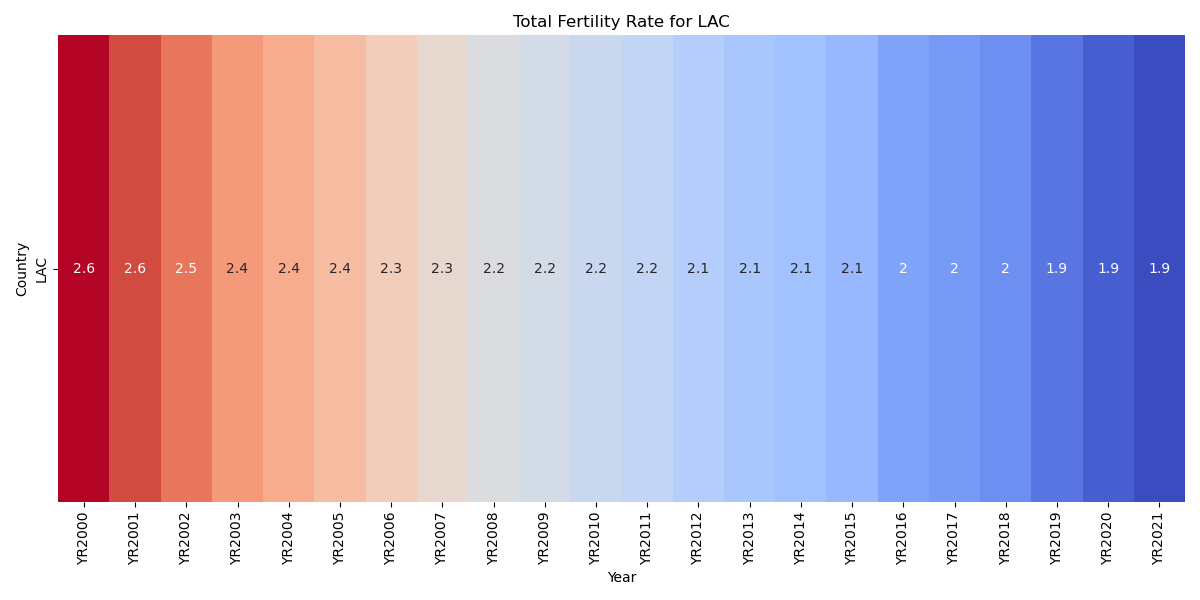 Total Fertility Rate for LAC
Country
LAC
2.6 2.6 2.5 2.4 2.4 2.4 2.3 2.3 2.2 2.2 2.2 2.2 2.1 2.1 2.1 2.1 2 2 2 1.9 1.9 1.9
YR2000 YR2001 YR2002 YR2003 YR2004 YR2005 YR2006 YR2007 YR2008 YR2009 YR2010 YR2011 YR2012 YR2013 YR2014 YR2015 YR2016 YR2017 YR2018 YR2019 YR2020 YR2021
Year